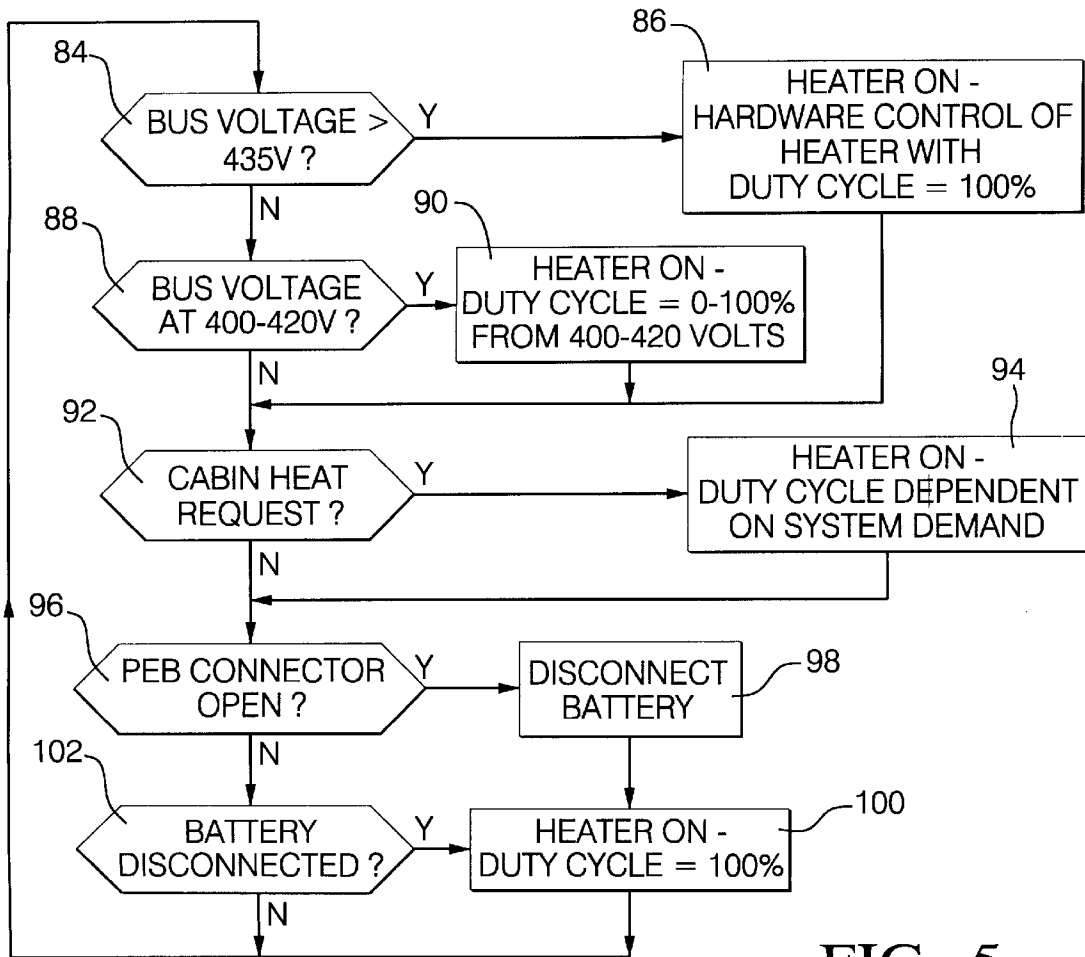 84
BUS VOLTAGE >
435V ?
Y
N
86
HEATER ON -
HARDWARE CONTROL OF
HEATER WITH
DUTY CYCLE = 100%
88
BUS VOLTAGE
AT 400-420V ?
Y
N
90
HEATER ON -
DUTY CYCLE = 0-100%
FROM 400-420 VOLTS
92
CABIN HEAT
REQUEST ?
Y
N
94
HEATER ON -
DUTY CYCLE DEPENDENT
ON SYSTEM DEMAND
96
PEB CONNECTOR
OPEN ?
Y
N
DISCONNECT
BATTERY
98
102
BATTERY
DISCONNECTED ?
Y
N
HEATER ON -
DUTY CYCLE = 100%
100
FIG. 5